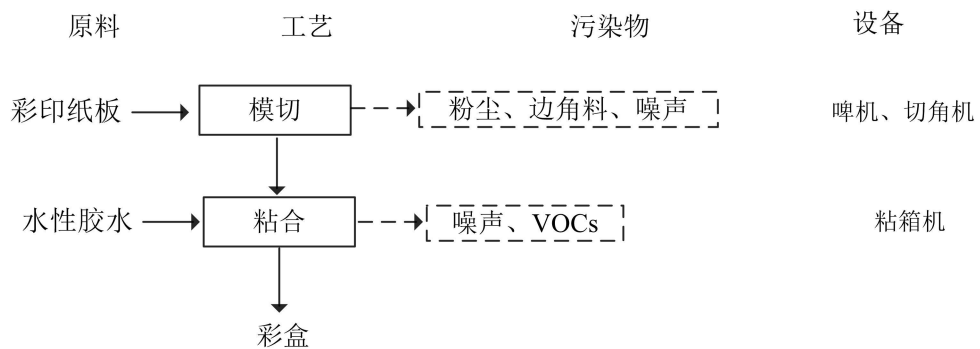 原料 工艺 污染物 设备
彩印纸板 模切 粉尘、边角料、噪声 啤机、切角机
水性胶水 粘合 噪声、VOCs 粘箱机
彩盒